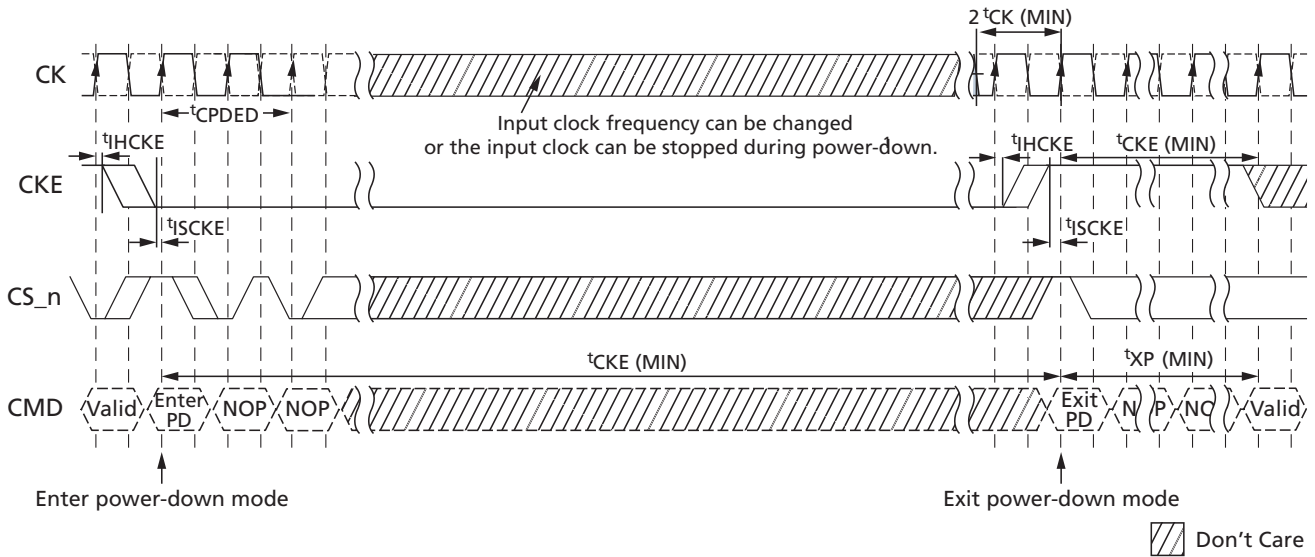 2 tCK (MIN)
CK
tCPDED
Input clock frequency can be changed
or the input clock can be stopped during power-down.
tIHCKE
tIHCKE
tCKE (MIN)
CKE
tISCKE
tISCKE
CS_n
tCKE (MIN)
tXP (MIN)
CMD
Valid
Enter
PD
NOP
NOP
Exit
PD
Valid
Enter power-down mode
Exit power-down mode
Don't Care